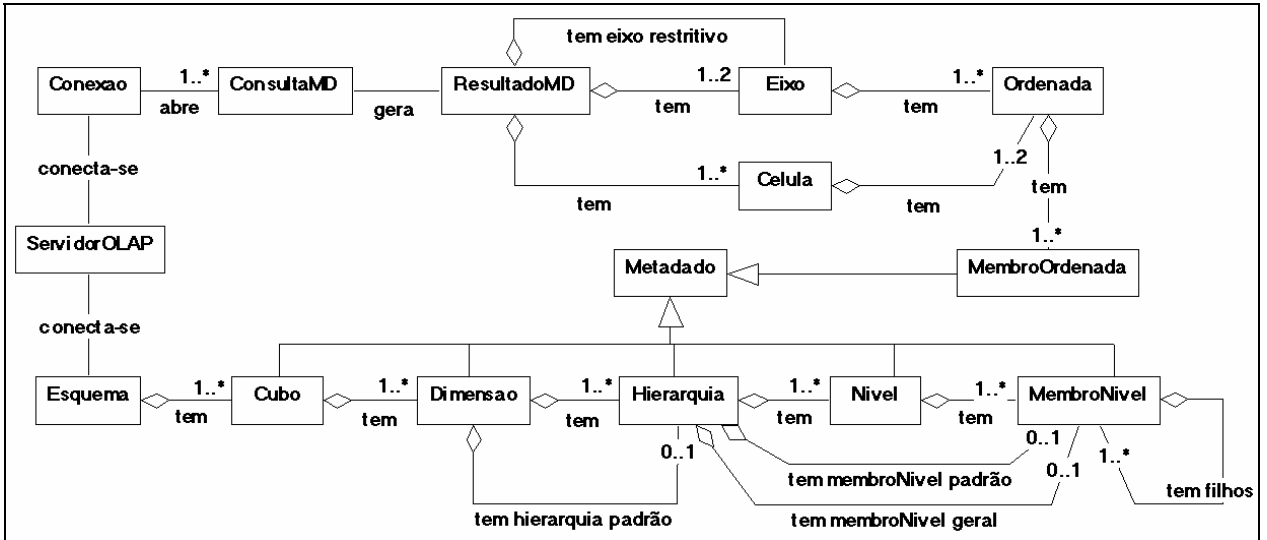 tem eixo restritivo
Conexao
1..*
ConsultaMD
ResultadoMD
1..2
Eixo
1..*
Ordenada
abre
gera
tem
tem
conecta-se
1..*
Celula
1..2
tem
tem
tem
ServidorOLAP
Metadado
1..*
MembroOrdenada
conecta-se
Esquema
1..*
Cubo
1..*
Dimensao
1..*
Hierarquia
1..*
Nivel
1..*
MembroNivel
tem
tem
tem
tem
tem
0..1
0..1
0..1
1..*
tem membroNivel padrão
tem filhos
tem hierarquia padrão
tem membroNivel geral